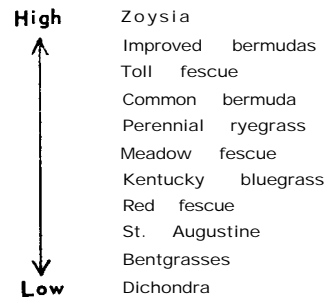 High Zoysia
Improved bermudas
Toll fescue
Common bermuda
Perennial ryegrass
Meadow fescue
Kentucky bluegrass
Red fescue
St. Augustine
Bentgrasses
Low Dichondra